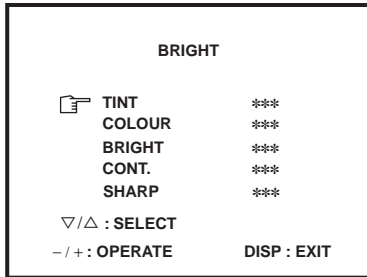 BRIGHT
TINT ***
COLOUR ***
BRIGHT ***
CONT. ***
SHARP ***
▽/△ : SELECT
− / + : OPERATE DISP : EXIT